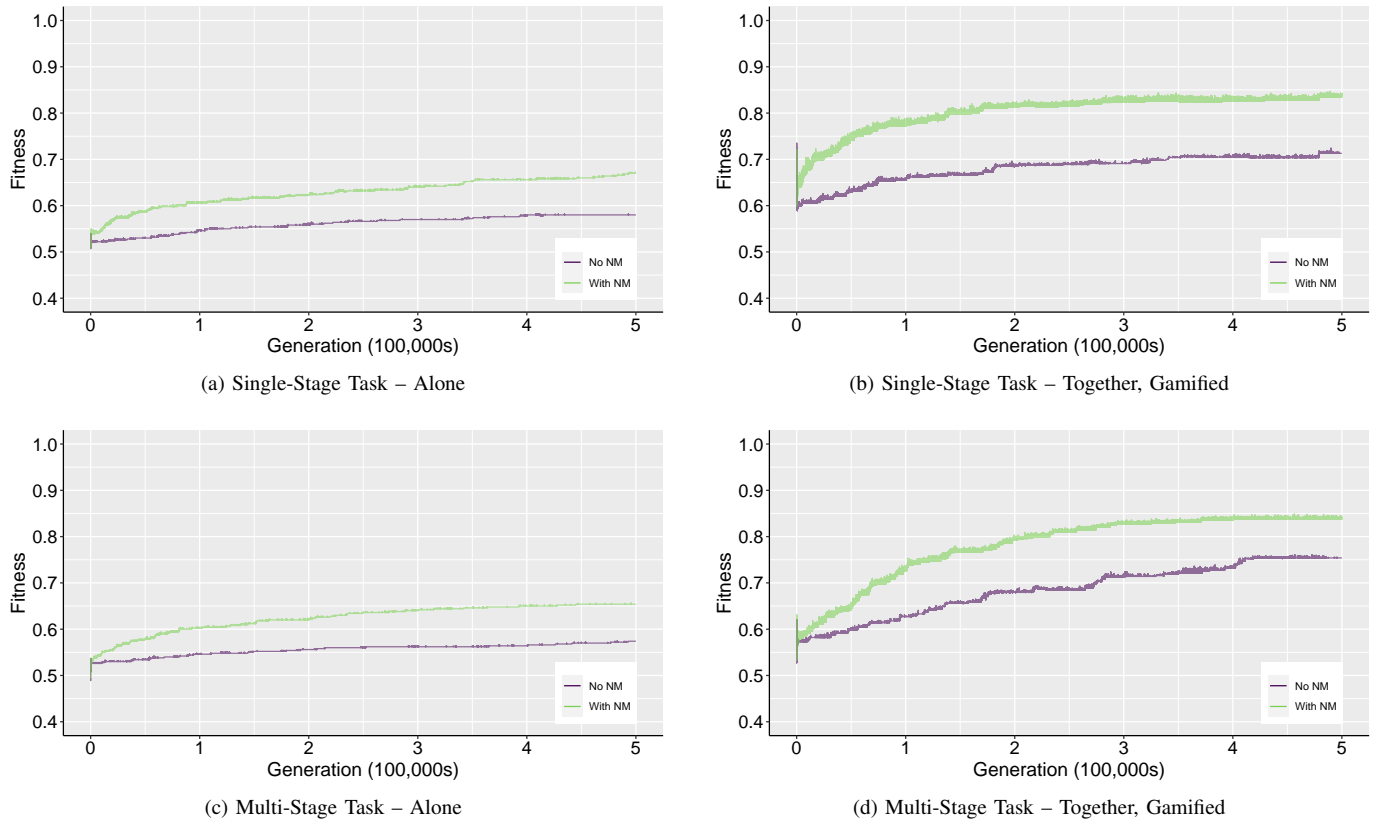 1.0
0.9
0.8
0.7
0.6
0.5
0.4
Fitness
No NM
With NM
0 1 2 3 4 5
Generation (100,000s)
(a) Single-Stage Task – Alone
1.0
0.9
0.8
0.7
0.6
0.5
0.4
Fitness
No NM
With NM
0 1 2 3 4 5
Generation (100,000s)
(b) Single-Stage Task – Together, Gamified
1.0
0.9
0.8
0.7
0.6
0.5
0.4
Fitness
No NM
With NM
0 1 2 3 4 5
Generation (100,000s)
(c) Multi-Stage Task – Alone
1.0
0.9
0.8
0.7
0.6
0.5
0.4
Fitness
No NM
With NM
0 1 2 3 4 5
Generation (100,000s)
(d) Multi-Stage Task – Together, Gamified